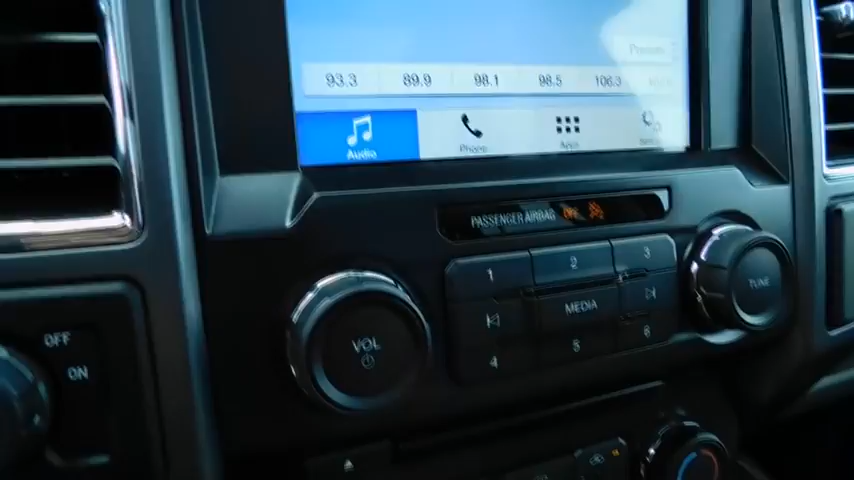 Presets
93.3 89.9 98.1 98.5 106.3
Audio Phone Apps
PASSENGER AIRBAG OFF
1 2 3
VOL MEDIA TUNE
4 5 6
OFF
ON